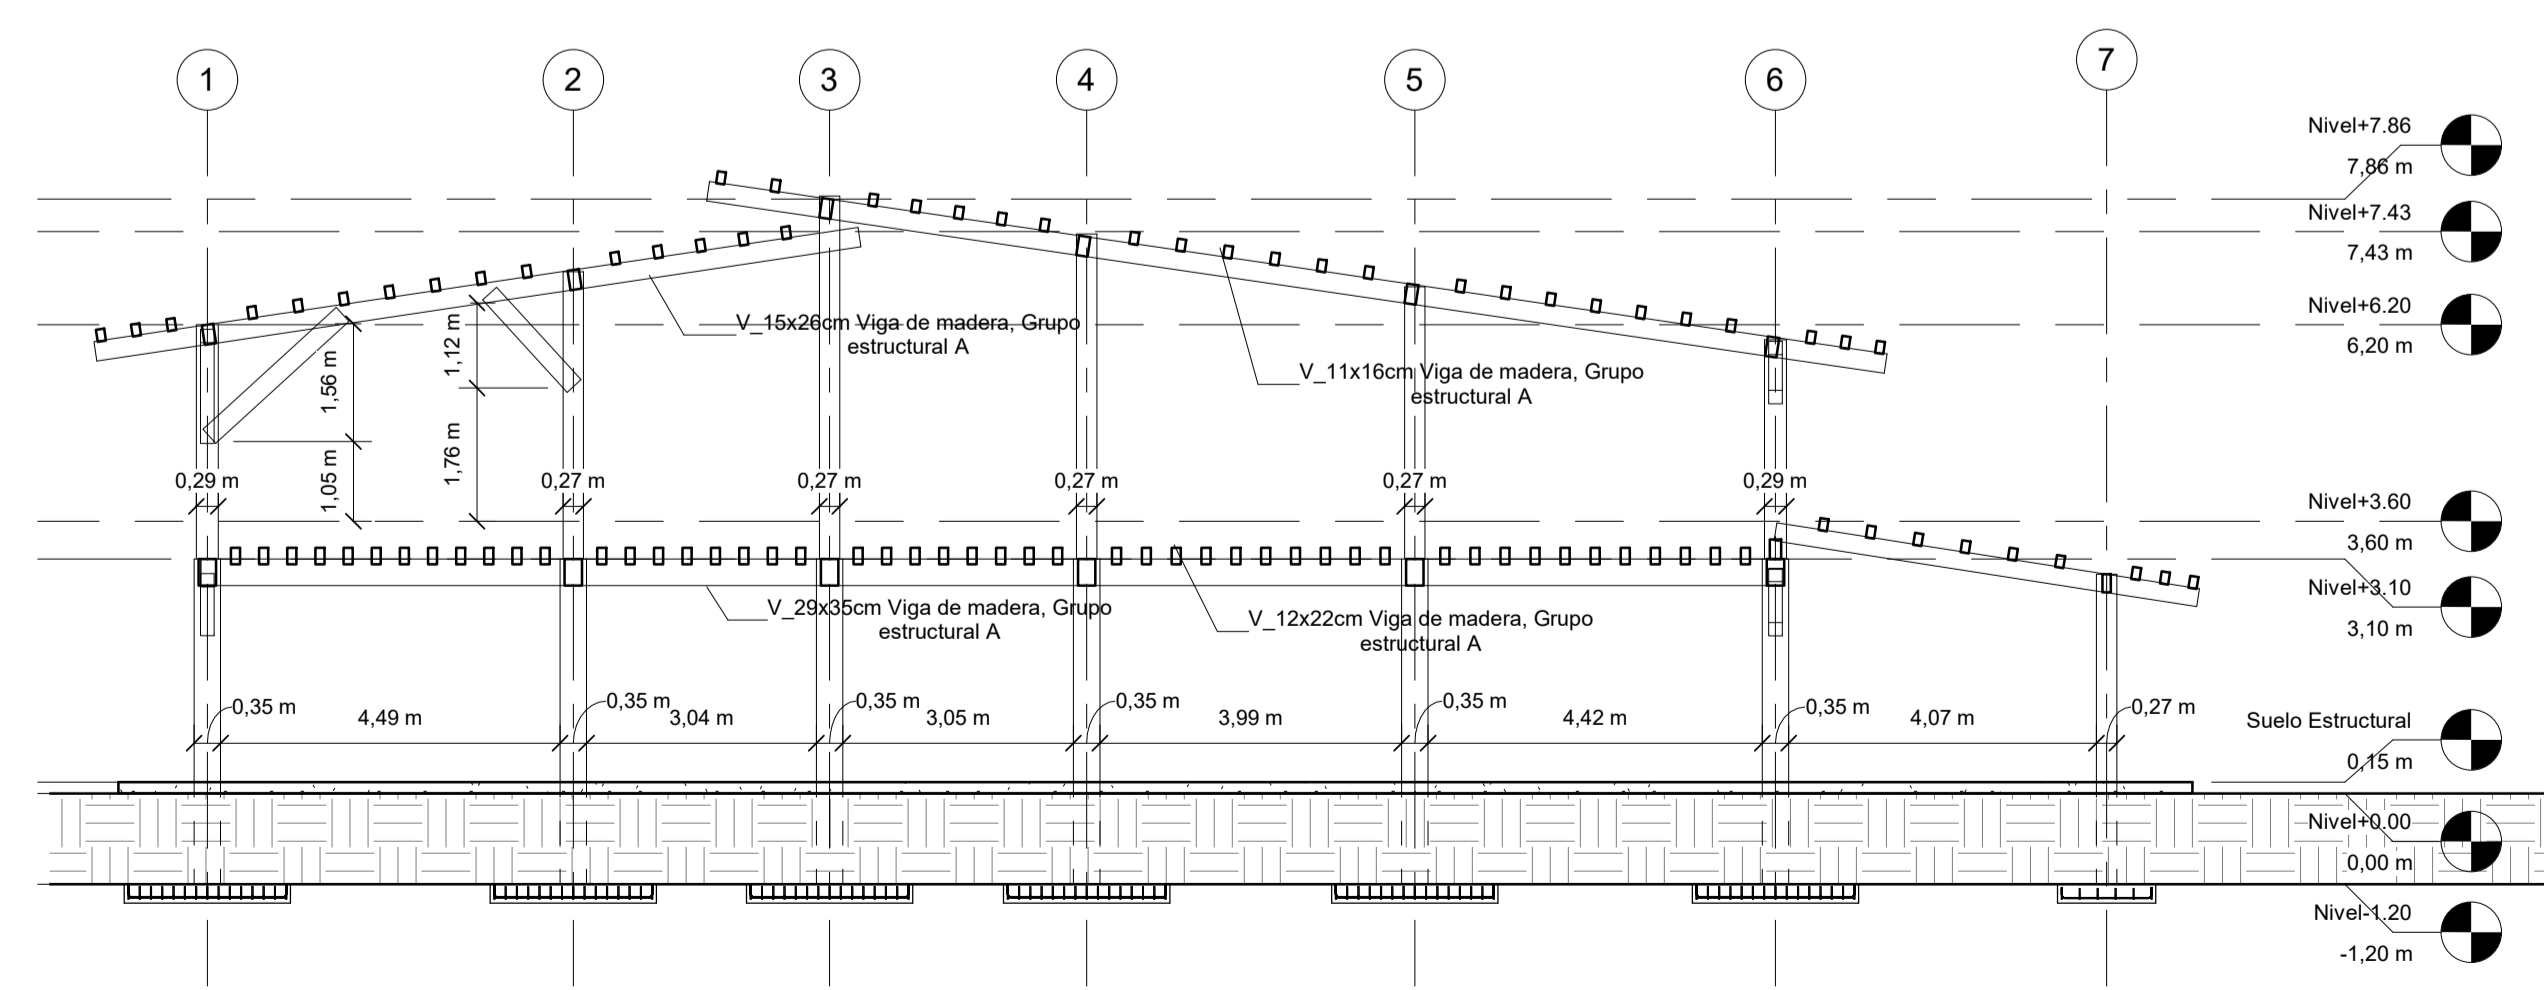 1
2
3
4
5
6
7
Nivel+7.86
7,86 m
Nivel+7.43
7,43 m
Nivel+6.20
6,20 m
V_15x26cm Viga de madera, Grupo
estructural A
V_11x16cm Viga de madera, Grupo
estructural A
1,12 m
1,56 m
1,76 m
1,05 m
0,29 m
0,27 m
0,27 m
0,27 m
0,27 m
0,29 m
Nivel+3.60
3,60 m
Nivel+3.10
3,10 m
V_29x35cm Viga de madera, Grupo
estructural A
V_12x22cm Viga de madera, Grupo
estructural A
0,35 m
4,49 m
0,35 m
3,04 m
0,35 m
3,05 m
0,35 m
3,99 m
0,35 m
4,42 m
0,35 m
4,07 m
0,27 m
Suelo Estructural
0,15 m
Nivel+0.00
0,00 m
Nivel-1.20
-1,20 m